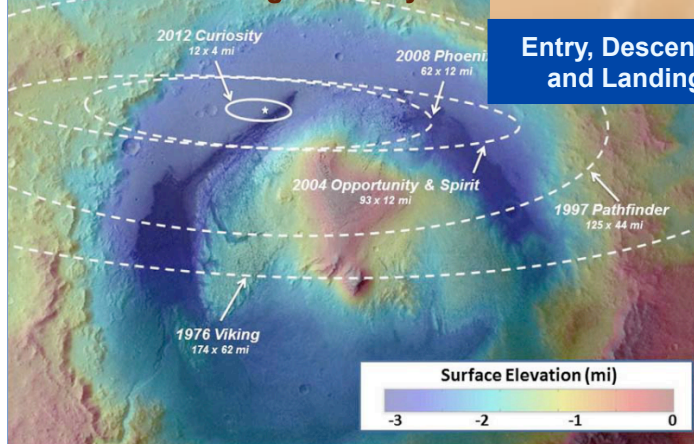 2012 Curiosity
12 x 4 mi
2008 Phoeni
62 x 12 mi
Entry, Descen
and Landing
2004 Opportunity & Spirit
93 x 12 mi
1997 Pathfinder
125 x 44 mi
1976 Viking
174 x 62 mi
Surface Elevation (mi)
-3 -2 -1 0